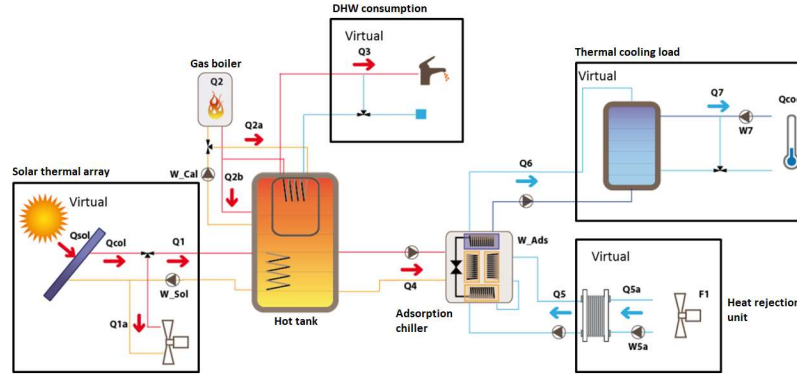 DHW consumption
Virtual
Q3
Thermal cooling load
Virtual
Q7
Qcoo
W7
Gas boiler
Q2
Q2a
W_Cal
Q2b
Solar thermal array
Virtual
Qsol
Qcol
Q1
W_Sol
Q1a
Hot tank
Q6
W_Ads
Q4
Adsorption
chiller
Virtual
Q5
Q5a
F1
W5a
Heat rejection
unit